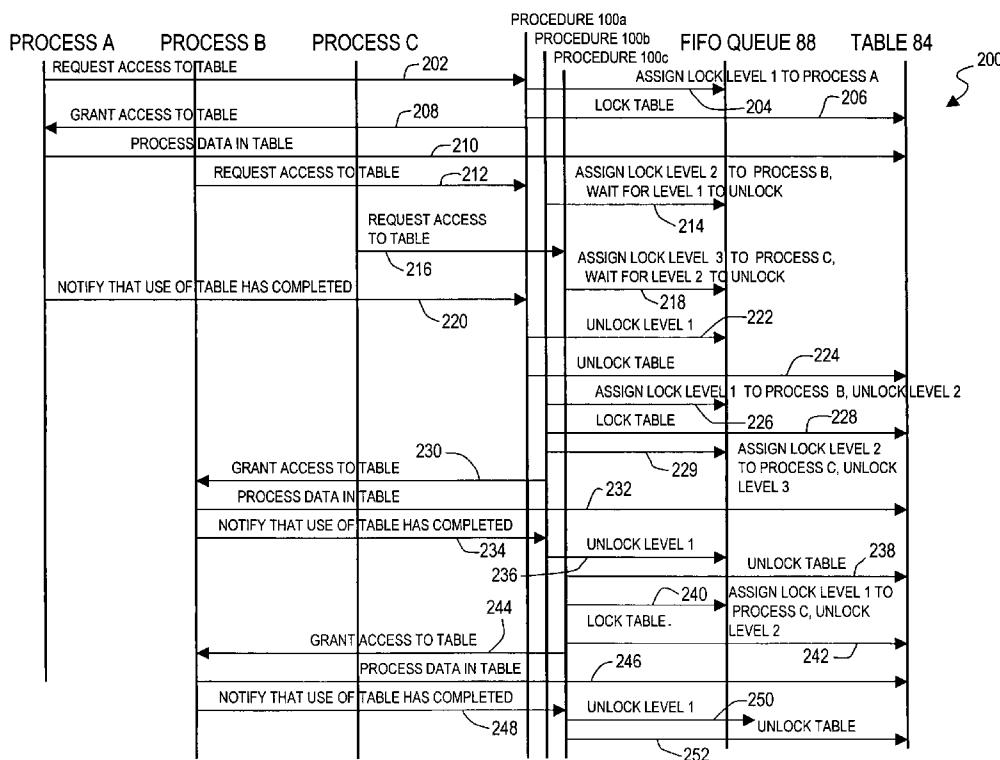 PROCEDURE 100a
PROCESS A PROCESS B PROCESS C PROCEDURE 100b FIFO QUEUE 88 TABLE 84
PROCEDURE 100c
200
REQUEST ACCESS TO TABLE 202
ASSIGN LOCK LEVEL 1 TO PROCESS A
204
LOCK TABLE 206
GRANT ACCESS TO TABLE 208
PROCESS DATA IN TABLE 210
REQUEST ACCESS TO TABLE 212
ASSIGN LOCK LEVEL 2 TO PROCESS B,
WAIT FOR LEVEL 1 TO UNLOCK
214
REQUEST ACCESS
TO TABLE
216
ASSIGN LOCK LEVEL 3 TO PROCESS C,
WAIT FOR LEVEL 2 TO UNLOCK
218
NOTIFY THAT USE OF TABLE HAS COMPLETED
220
UNLOCK LEVEL 1 222
UNLOCK TABLE 224
ASSIGN LOCK LEVEL 1 TO PROCESS B, UNLOCK LEVEL 2
226
LOCK TABLE 228
229
ASSIGN LOCK LEVEL 2
TO PROCESS C, UNLOCK
LEVEL 3
GRANT ACCESS TO TABLE 230
PROCESS DATA IN TABLE 232
NOTIFY THAT USE OF TABLE HAS COMPLETED
234
UNLOCK LEVEL 1
236
UNLOCK TABLE 238
240
ASSIGN LOCK LEVEL 1 TO
PROCESS C, UNLOCK
LEVEL 2
LOCK TABLE.
242
GRANT ACCESS TO TABLE 244
PROCESS DATA IN TABLE 246
NOTIFY THAT USE OF TABLE HAS COMPLETED
248
UNLOCK LEVEL 1 250
UNLOCK TABLE
252